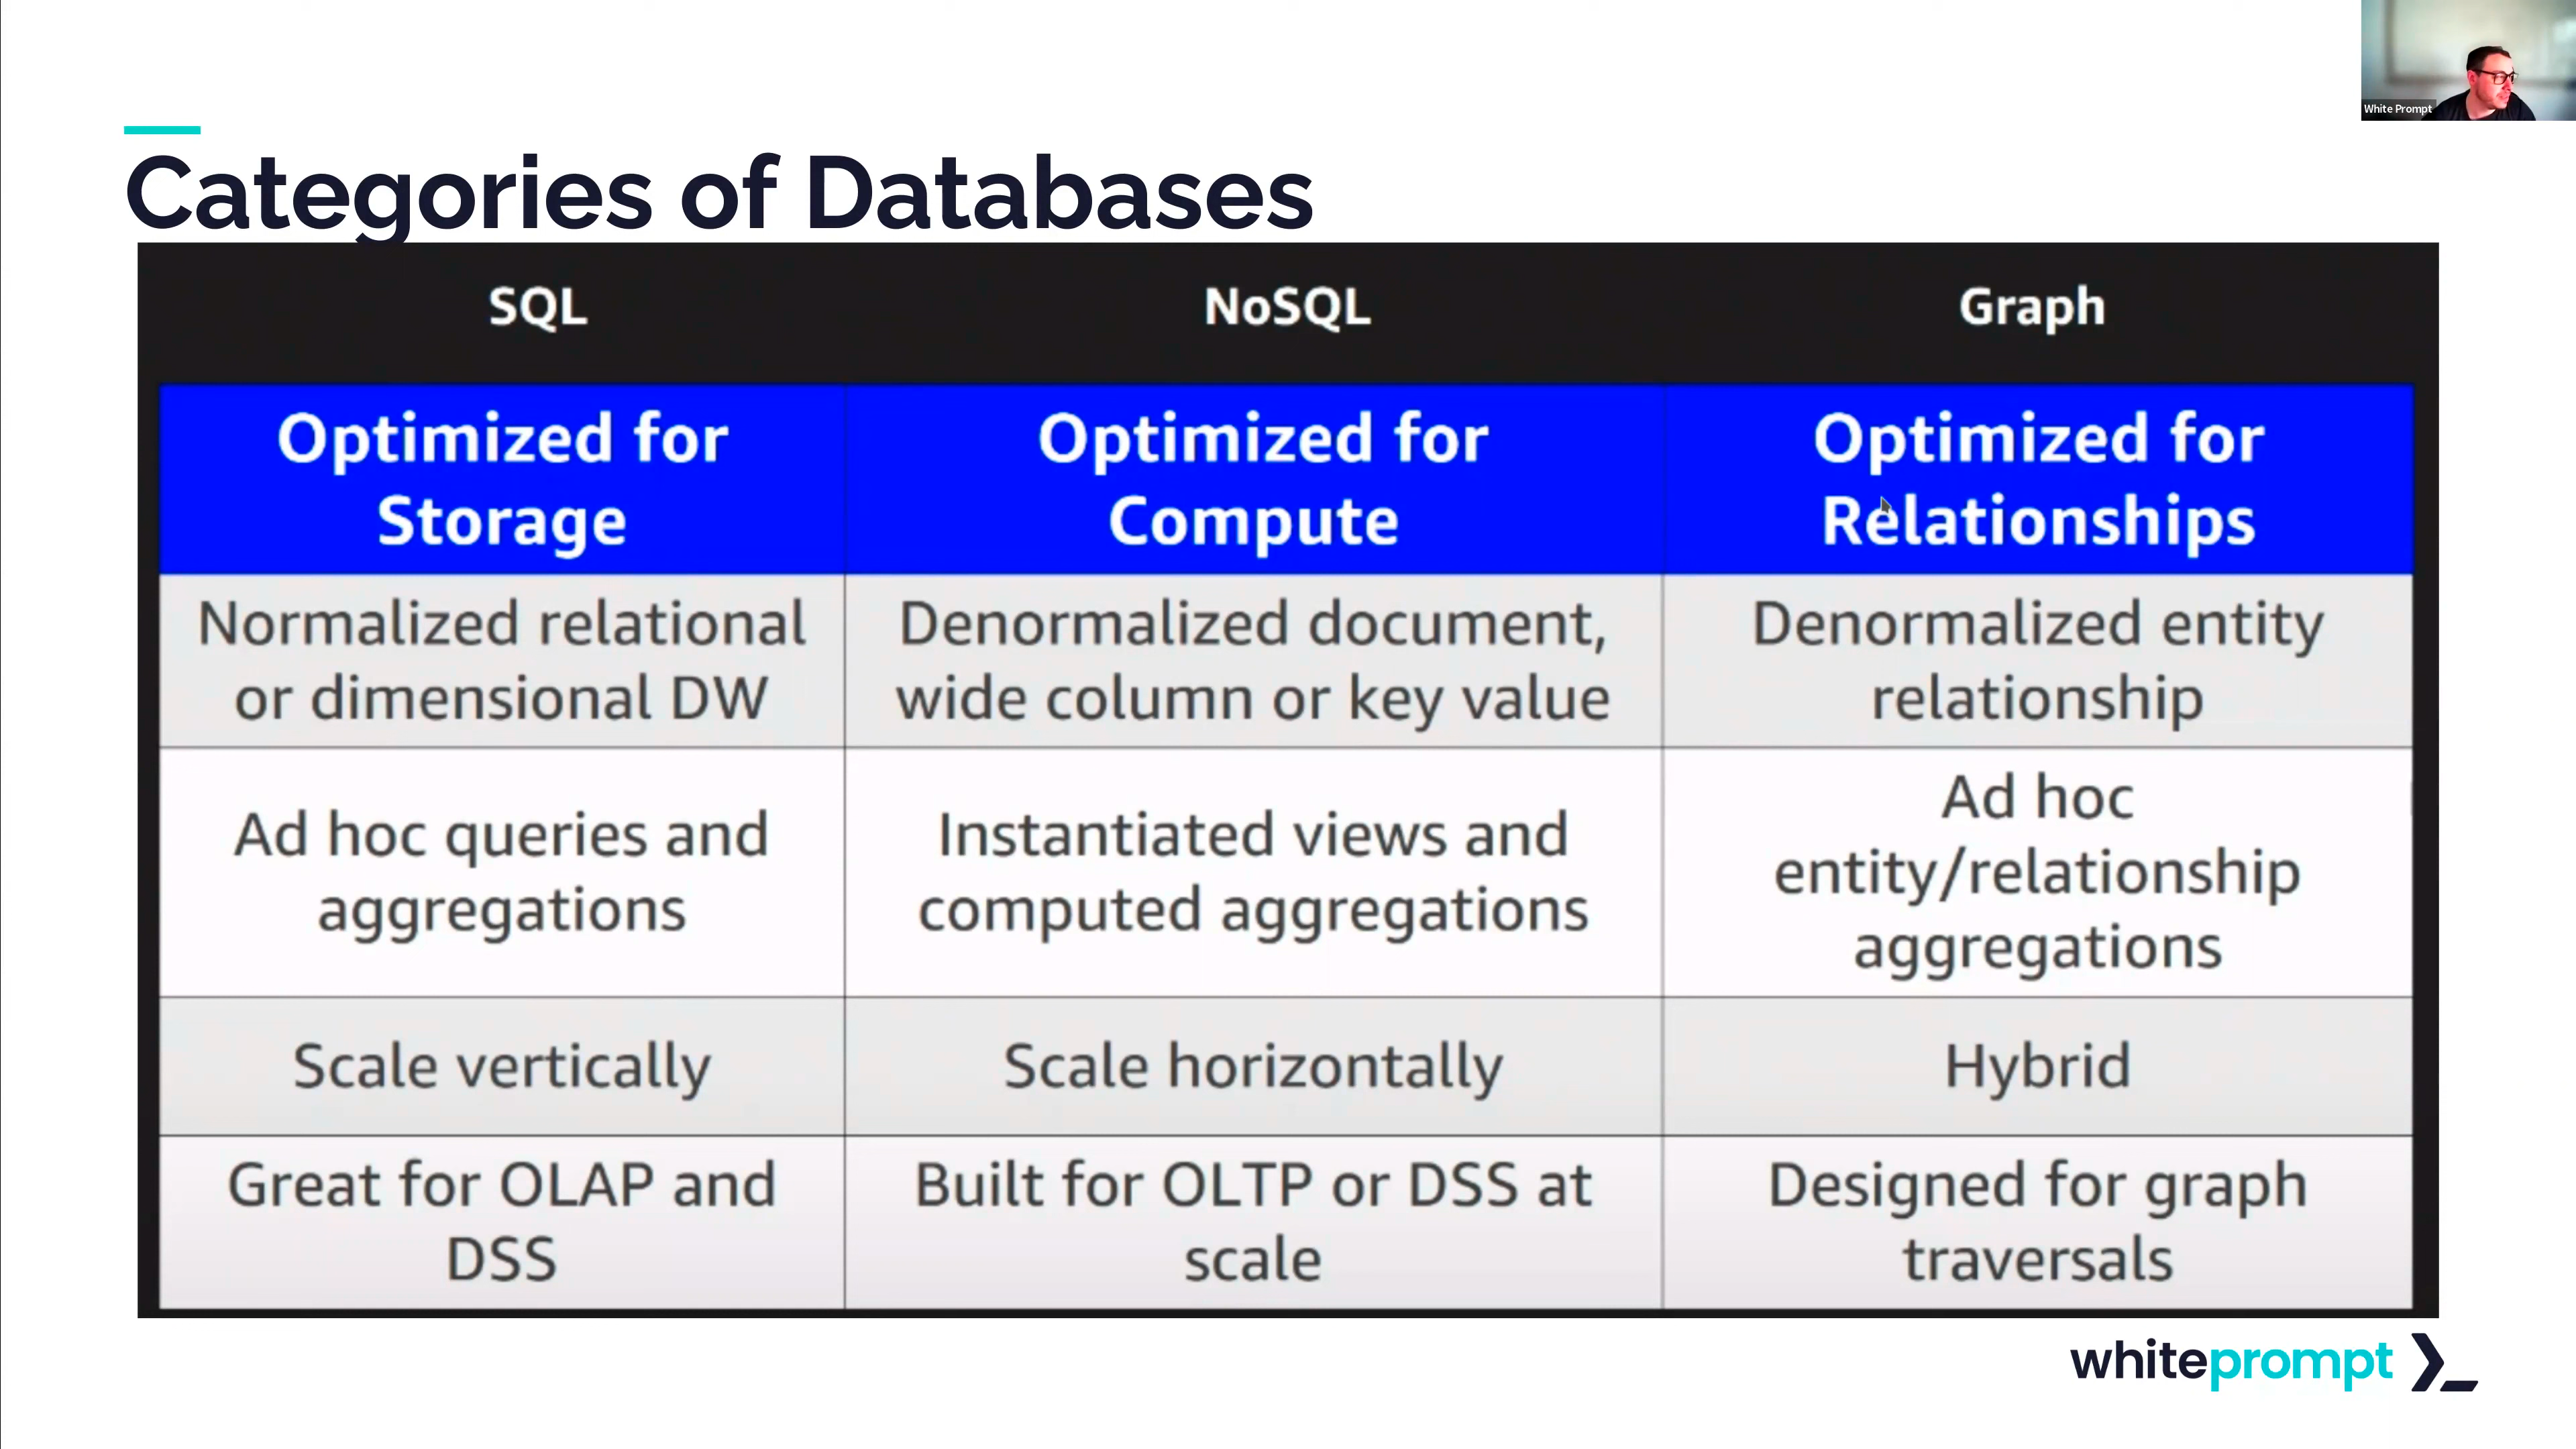 White Prompt
Categories of Databases
SQL
NoSQL
Graph
Optimized for
Storage
Optimized for
Compute
Optimized for
Relationships
Normalized relational
or dimensional DW
Denormalized document,
wide column or key value
Denormalized entity
relationship
Ad hoc queries and
aggregations
Instantiated views and
computed aggregations
Ad hoc
entity/relationship
aggregations
Scale vertically
Scale horizontally
Hybrid
Great for OLAP and
DSS
Built for OLTP or DSS at
scale
Designed for graph
traversals
whiteprompt